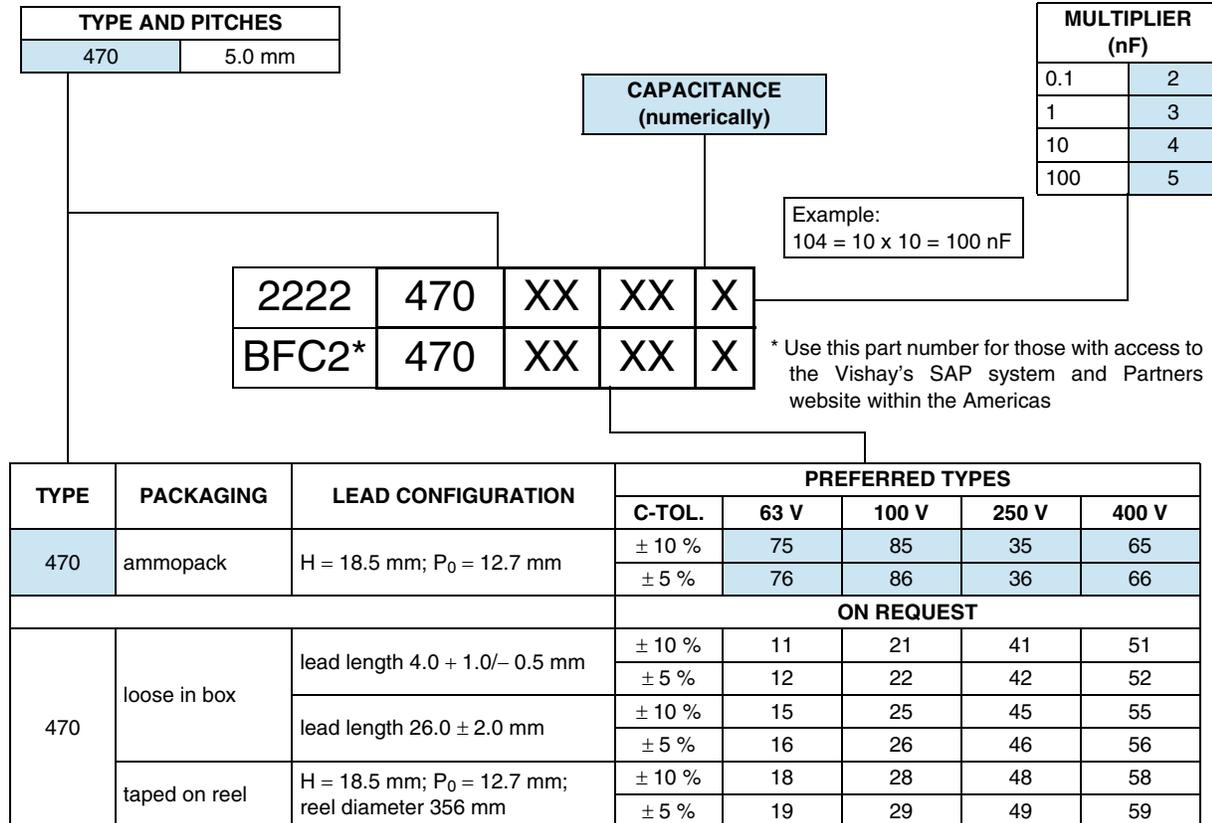 TYPE AND PITCHES
470 5.0 mm
CAPACITANCE
(numerically)
MULTIPLIER
(nF)
0.1 2
1 3
10 4
100 5
Example:
104 = 10 x 10 = 100 nF
2222 470 XX XX X
BFC2* 470 XX XX X
* Use this part number for those with access to
the Vishay's SAP system and Partners
website within the Americas
TYPE PACKAGING LEAD CONFIGURATION PREFERRED TYPES
C-TOL. 63 V 100 V 250 V 400 V
470 ammopack H = 18.5 mm; P0 = 12.7 mm ± 10 % 75 85 35 65
± 5 % 76 86 36 66
ON REQUEST
470 loose in box lead length 4.0 + 1.0/– 0.5 mm ± 10 % 11 21 41 51
± 5 % 12 22 42 52
lead length 26.0 ± 2.0 mm ± 10 % 15 25 45 55
± 5 % 16 26 46 56
taped on reel H = 18.5 mm; P0 = 12.7 mm; ± 10 % 18 28 48 58
reel diameter 356 mm ± 5 % 19 29 49 59